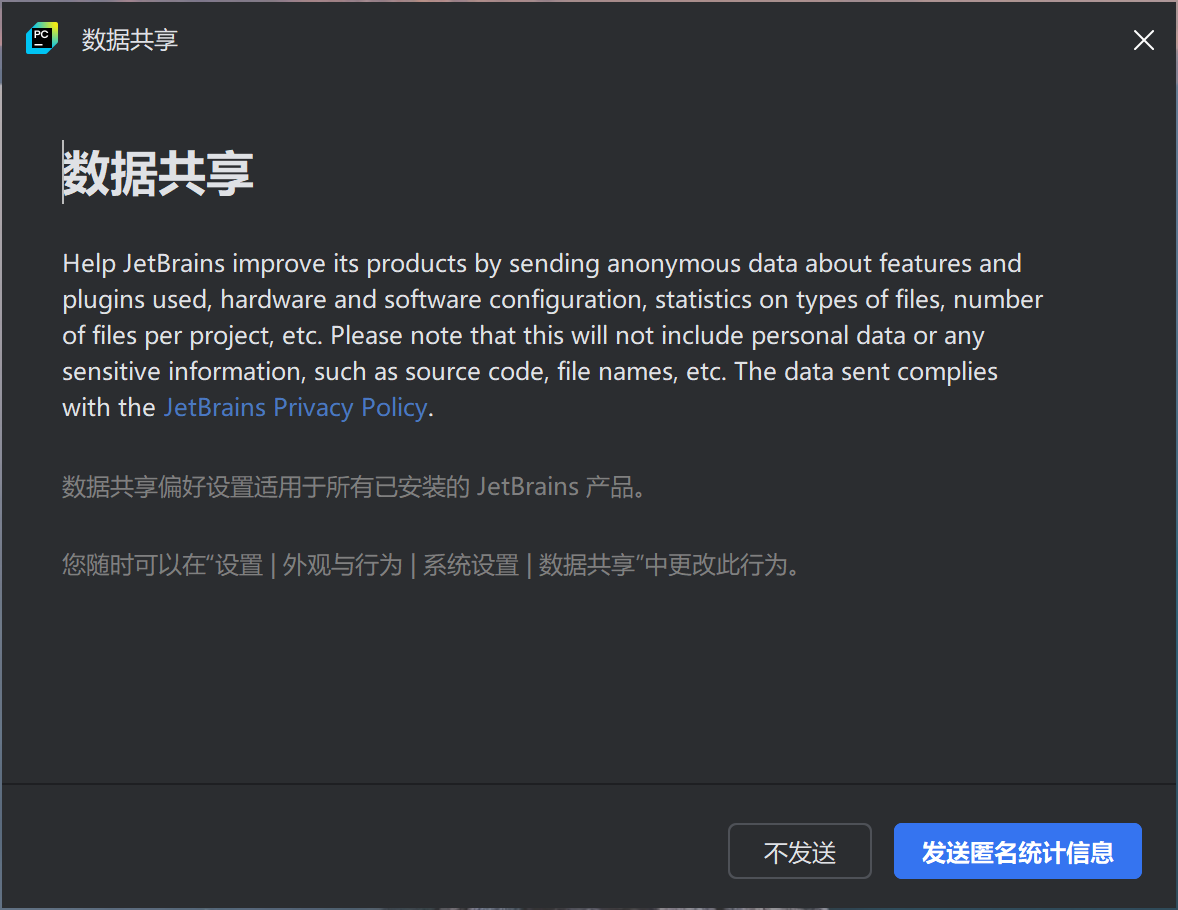 PC
数据共享
数据共享
Help JetBrains improve its products by sending anonymous data about features and
plugins used, hardware and software configuration, statistics on types of files, number
of files per project, etc. Please note that this will not include personal data or any
sensitive information, such as source code, file names, etc. The data sent complies
with the JetBrains Privacy Policy.
数据共享偏好设置适用于所有已安装的 JetBrains 产品。
您随时可以在“设置 | 外观与行为 | 系统设置 | 数据共享”中更改此行为。
不发送
发送匿名统计信息